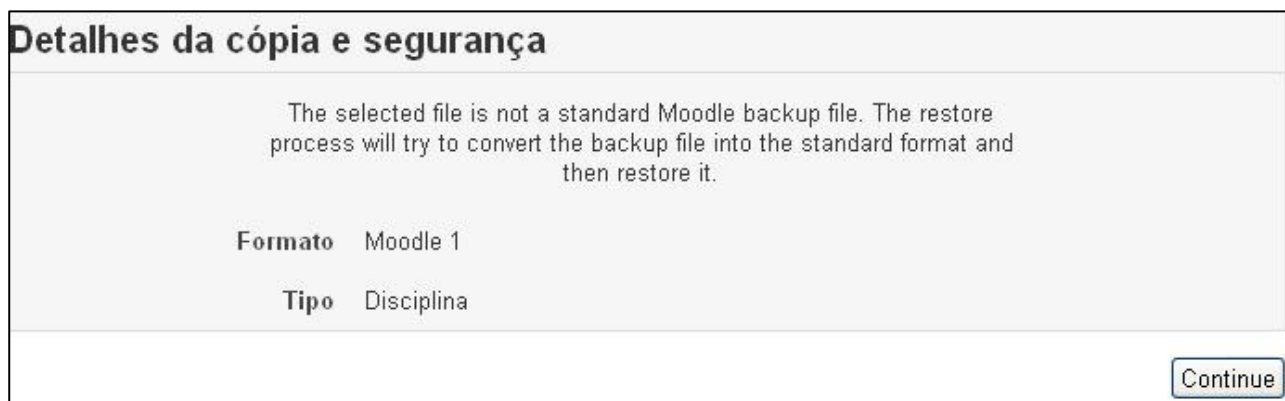 Detalhes da cópia e segurança
The selected file is not a standard Moodle backup file. The restore
process will try to convert the backup file into the standard format and
then restore it.
Formato Moodle 1
Tipo Disciplina
Continue